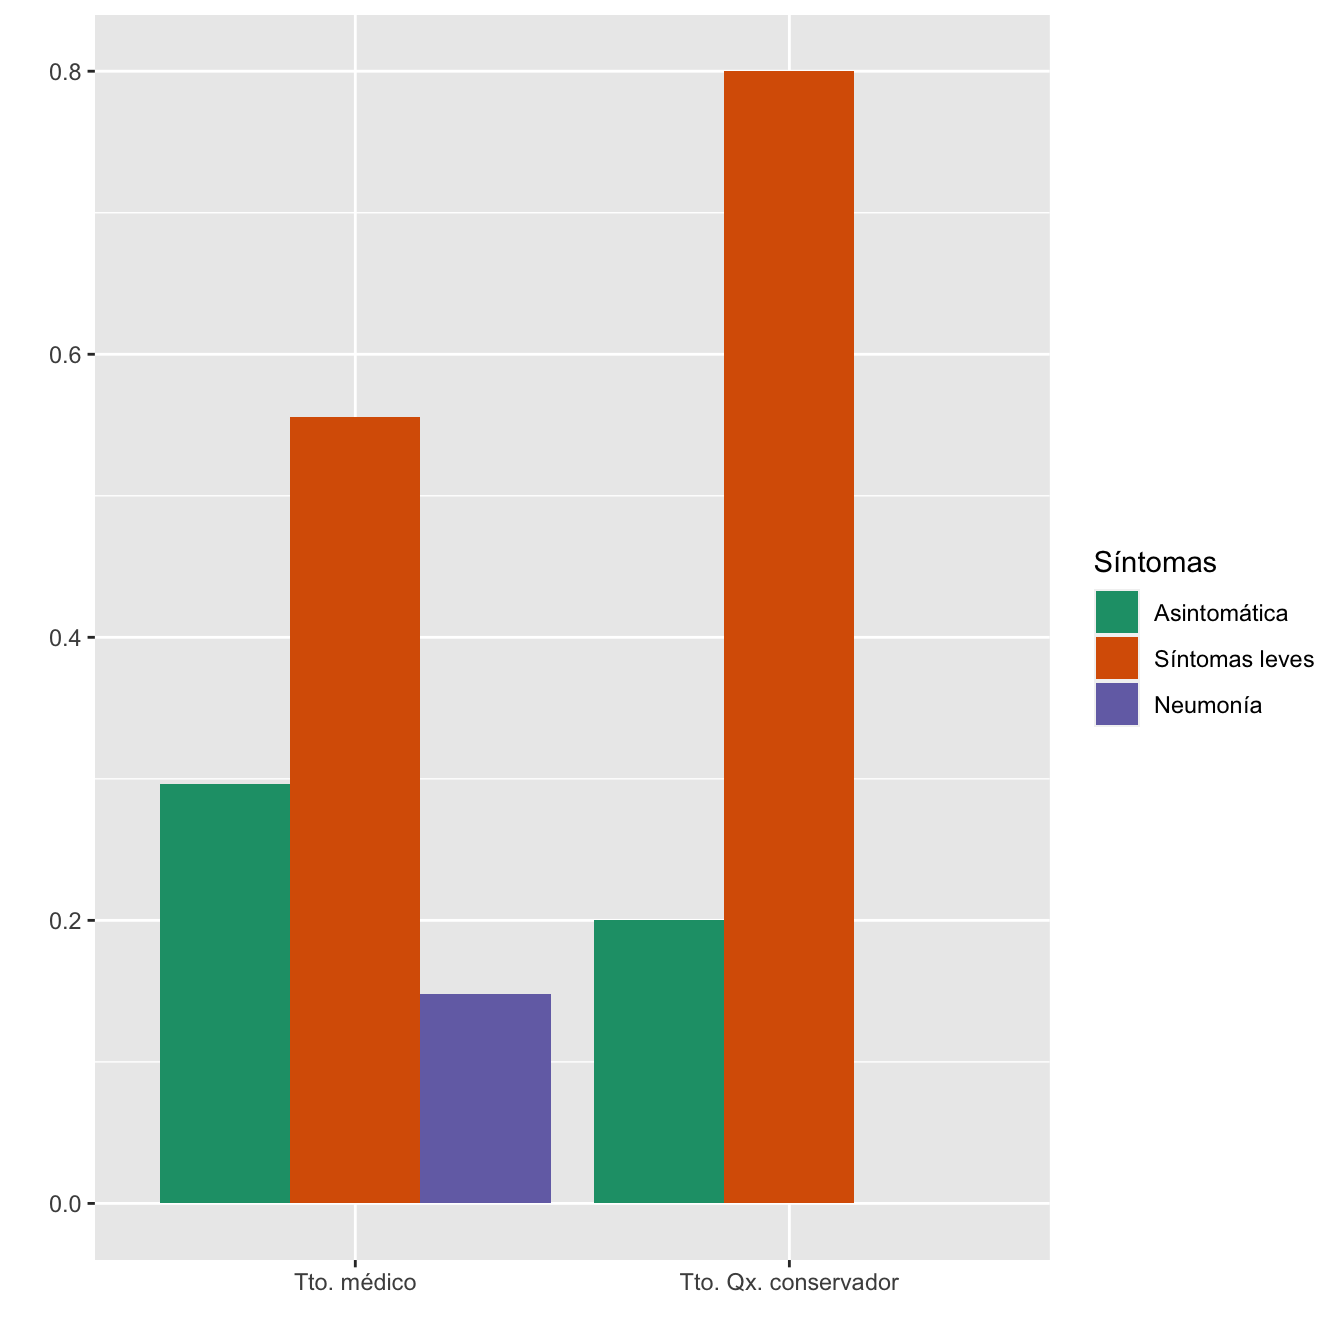 0.8
0.6
0.4
0.2
0.0
Tto. médico
Tto. Qx. conservador
Síntomas
Asintomática
Síntomas leves
Neumonía